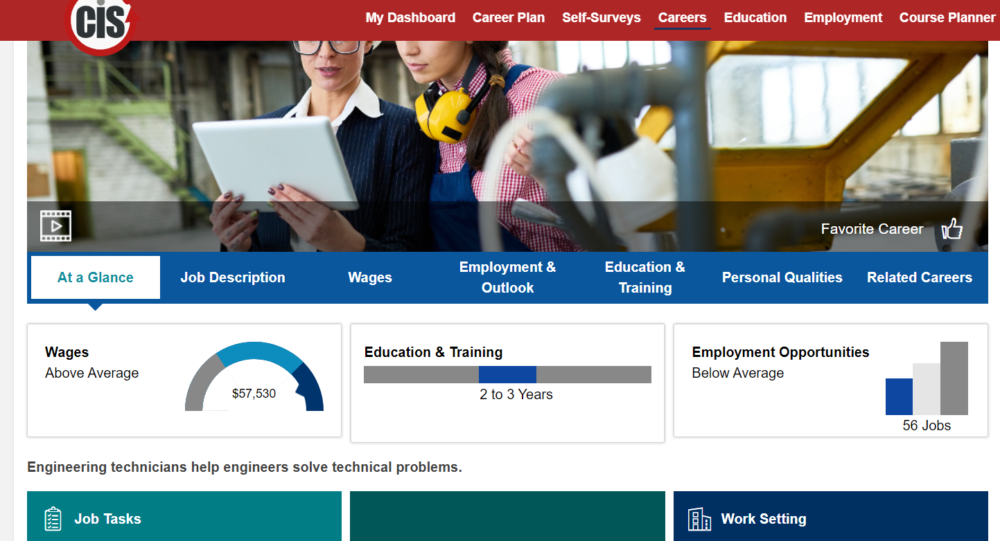 CiS
My Dashboard Career Plan Self-Surveys Careers Education Employment Course Planner
Favorite Career
At a Glance
Job Description
Wages
Employment &
Outlook
Education &
Training
Personal Qualities
Related Careers
Wages
Above Average
$57,530
Education & Training
2 to 3 Years
Employment Opportunities
Below Average
56 Jobs
Engineering technicians help engineers solve technical problems.
Job Tasks
Work Setting